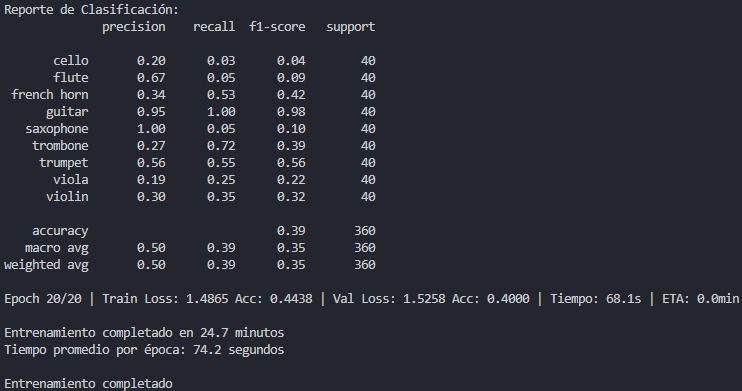 Reporte de Clasificación:
precision recall f1-score support
cello 0.20 0.03 0.04 40
flute 0.67 0.05 0.09 40
french horn 0.34 0.53 0.42 40
guitar 0.95 1.00 0.98 40
saxophone 1.00 0.05 0.10 40
trombone 0.27 0.72 0.39 40
trumpet 0.56 0.55 0.56 40
viola 0.19 0.25 0.22 40
violin 0.30 0.35 0.32 40
accuracy 0.39 360
macro avg 0.50 0.39 0.35 360
weighted avg 0.50 0.39 0.35 360
Epoch 20/20 | Train Loss: 1.4865 Acc: 0.4438 | Val Loss: 1.5258 Acc: 0.4000 | Tiempo: 68.1s | ETA: 0.0min
Entrenamiento completado en 24.7 minutos
Tiempo promedio por época: 74.2 segundos
Entrenamiento completado